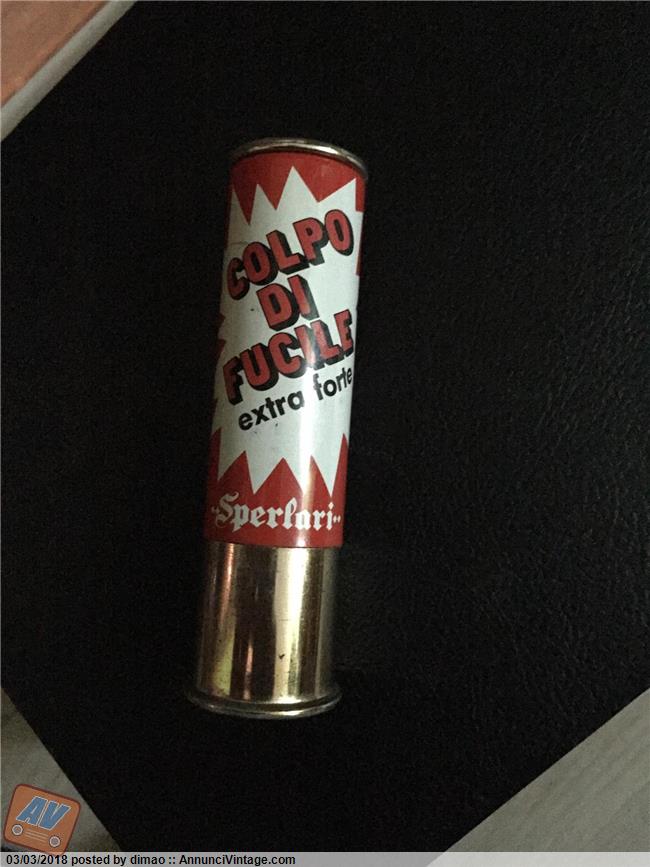 COLPO
DI
FUCILE
extra forte
Sperlari
AV
03/03/2018 posted by dimao :: AnnunciVintage.com